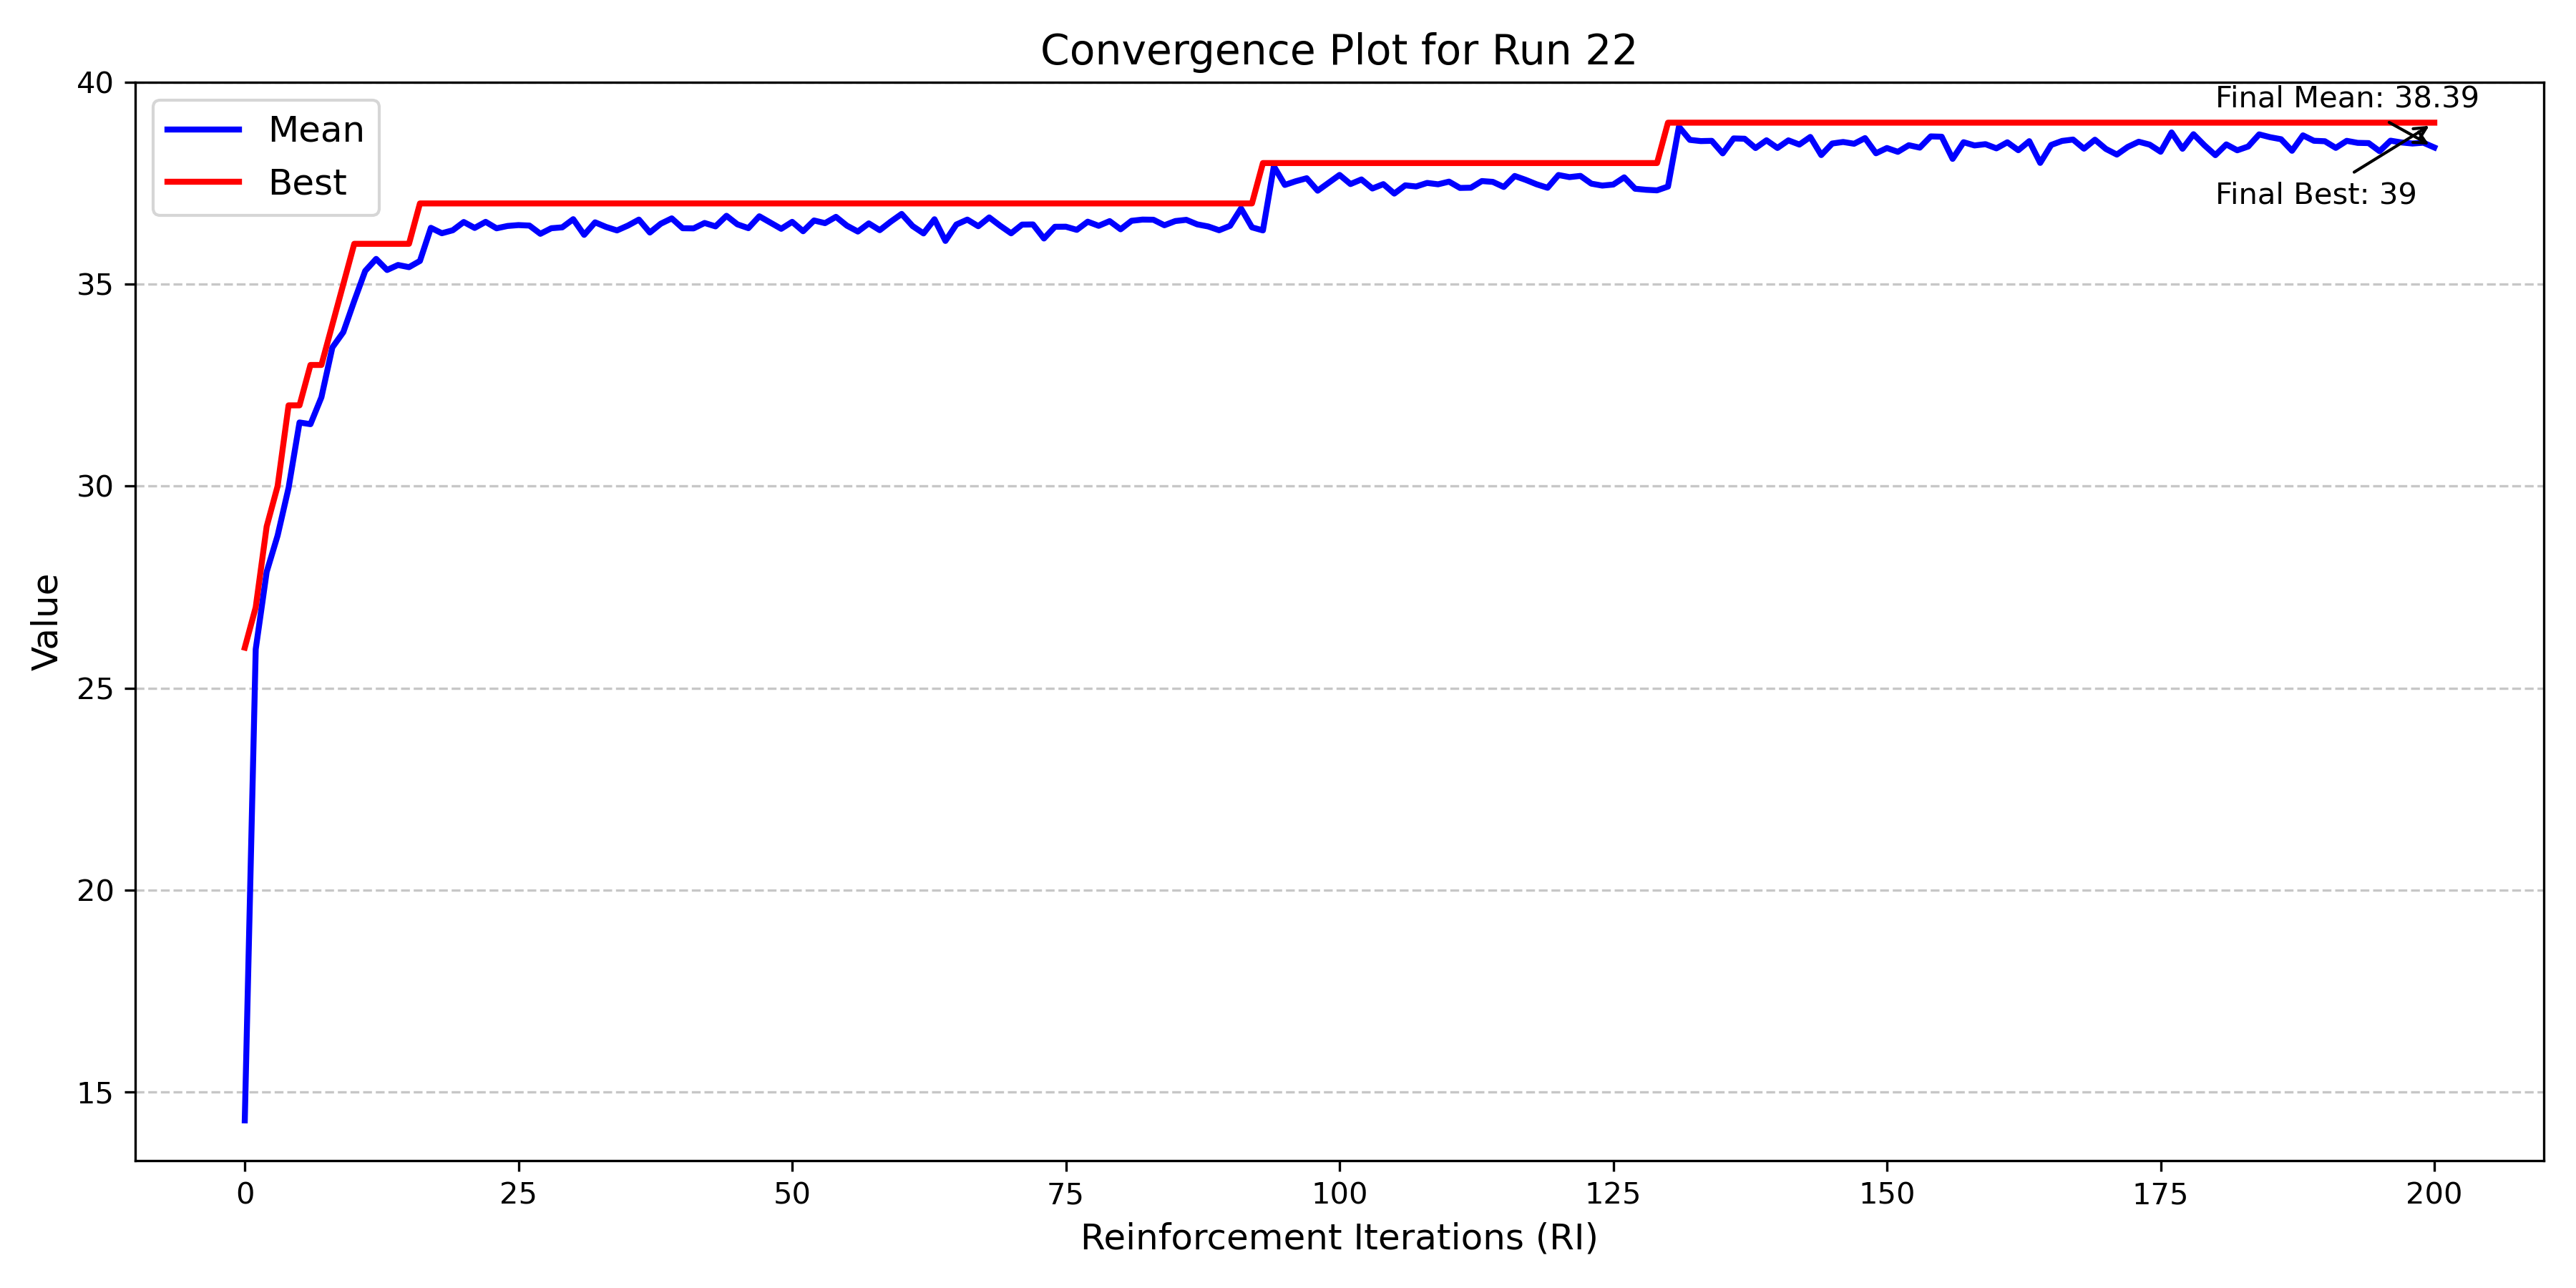 Convergence Plot for Run 22
Mean
Best
Final Mean: 38.39
Final Best: 39
Value
40
35
30
25
20
15
0 25 50 75 100 125 150 175 200
Reinforcement Iterations (RI)